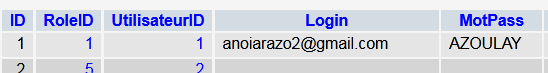 ID RoleID UtilisateurID Login MotPass
1 1 1 anoiarazo2@gmail.com AZOULAY
2 5 2